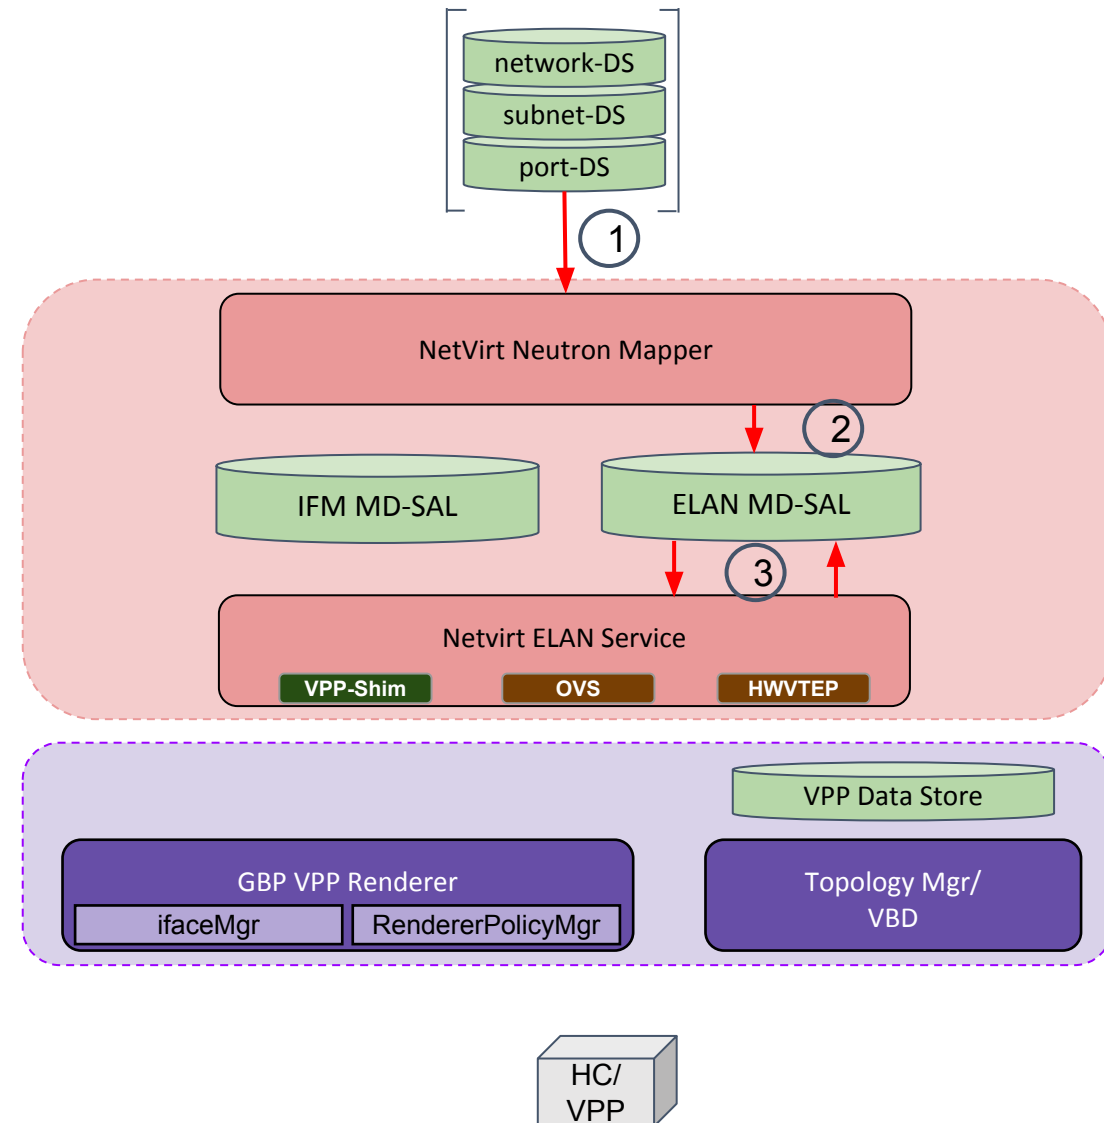 network-DS
subnet-DS
port-DS
1
NetVirt Neutron Mapper
2
IFM MD-SAL
ELAN MD-SAL
3
Netvirt ELAN Service
VPP-Shim
OVS
HWVTEP
VPP Data Store
GBP VPP Renderer
ifaceMgr
RendererPolicyMgr
Topology Mgr/
VBD
HC/
VPP